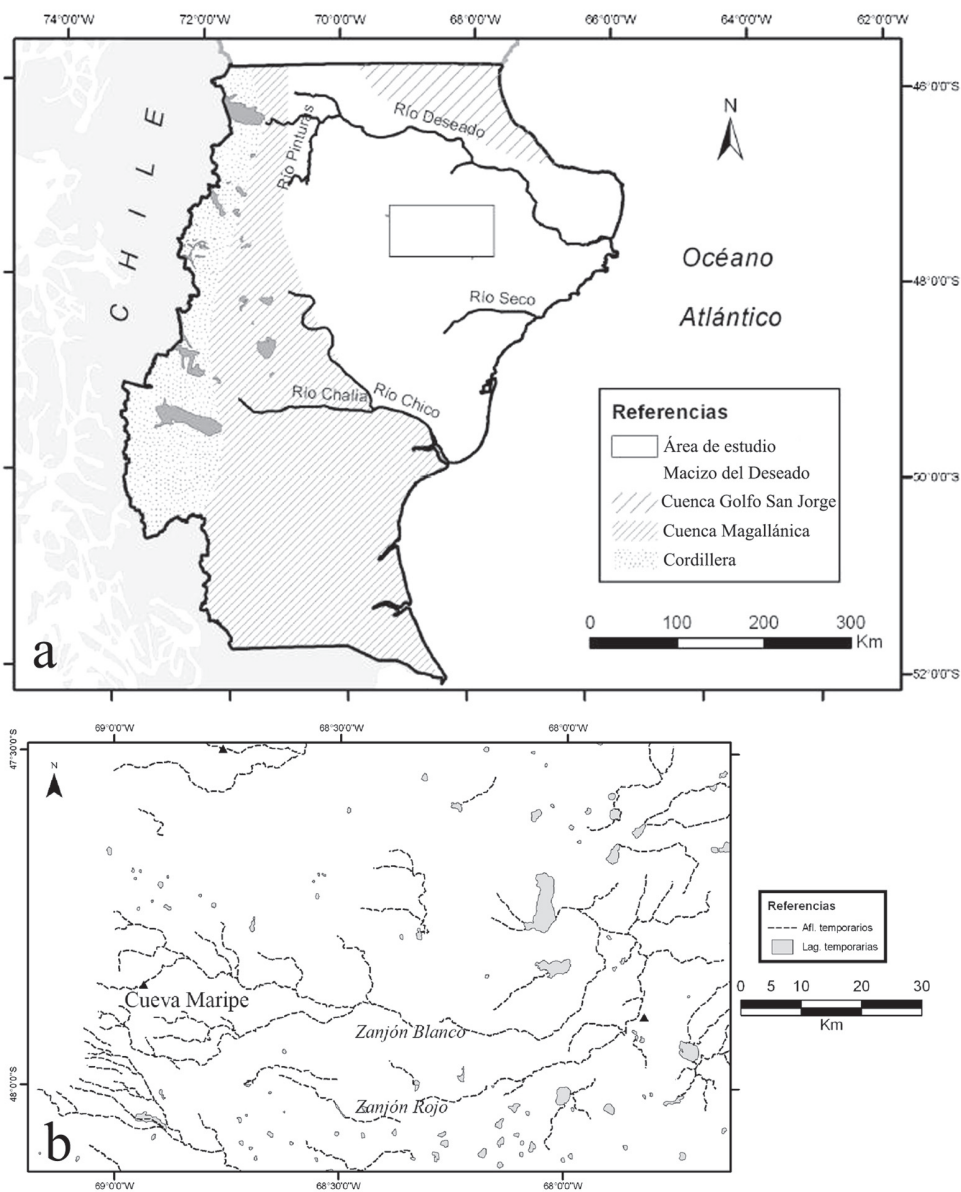 74°0'0"W 72°0'0"W 70°0'0"W 68°0'0"W 66°0'0"W 64°0'0"W 62°0'0"W
46°0'0"S
48°0'0"S
50°0'0"S
52°0'0"S
CHILE
Río Pinturas
Río Deseado
N
Océano
Atlántico
Río Seco
Río Chalia
Río Chico
Referencias
Área de estudio
Macizo del Deseado
Cuenca Golfo San Jorge
Cuenca Magallánica
Cordillera
0 100 200 300
Km
a
69°0'0"W 68°30'0"W 68°0'0"W
47°30'0"S
N
Cueva Maripe
Zanjón Blanco
Zanjón Rojo
48°0'0"S
b
69°0'0"W 68°30'0"W 68°0'0"W
Referencias
Afl. temporarios
Lag. temporarias
0 5 10 20 30
Km